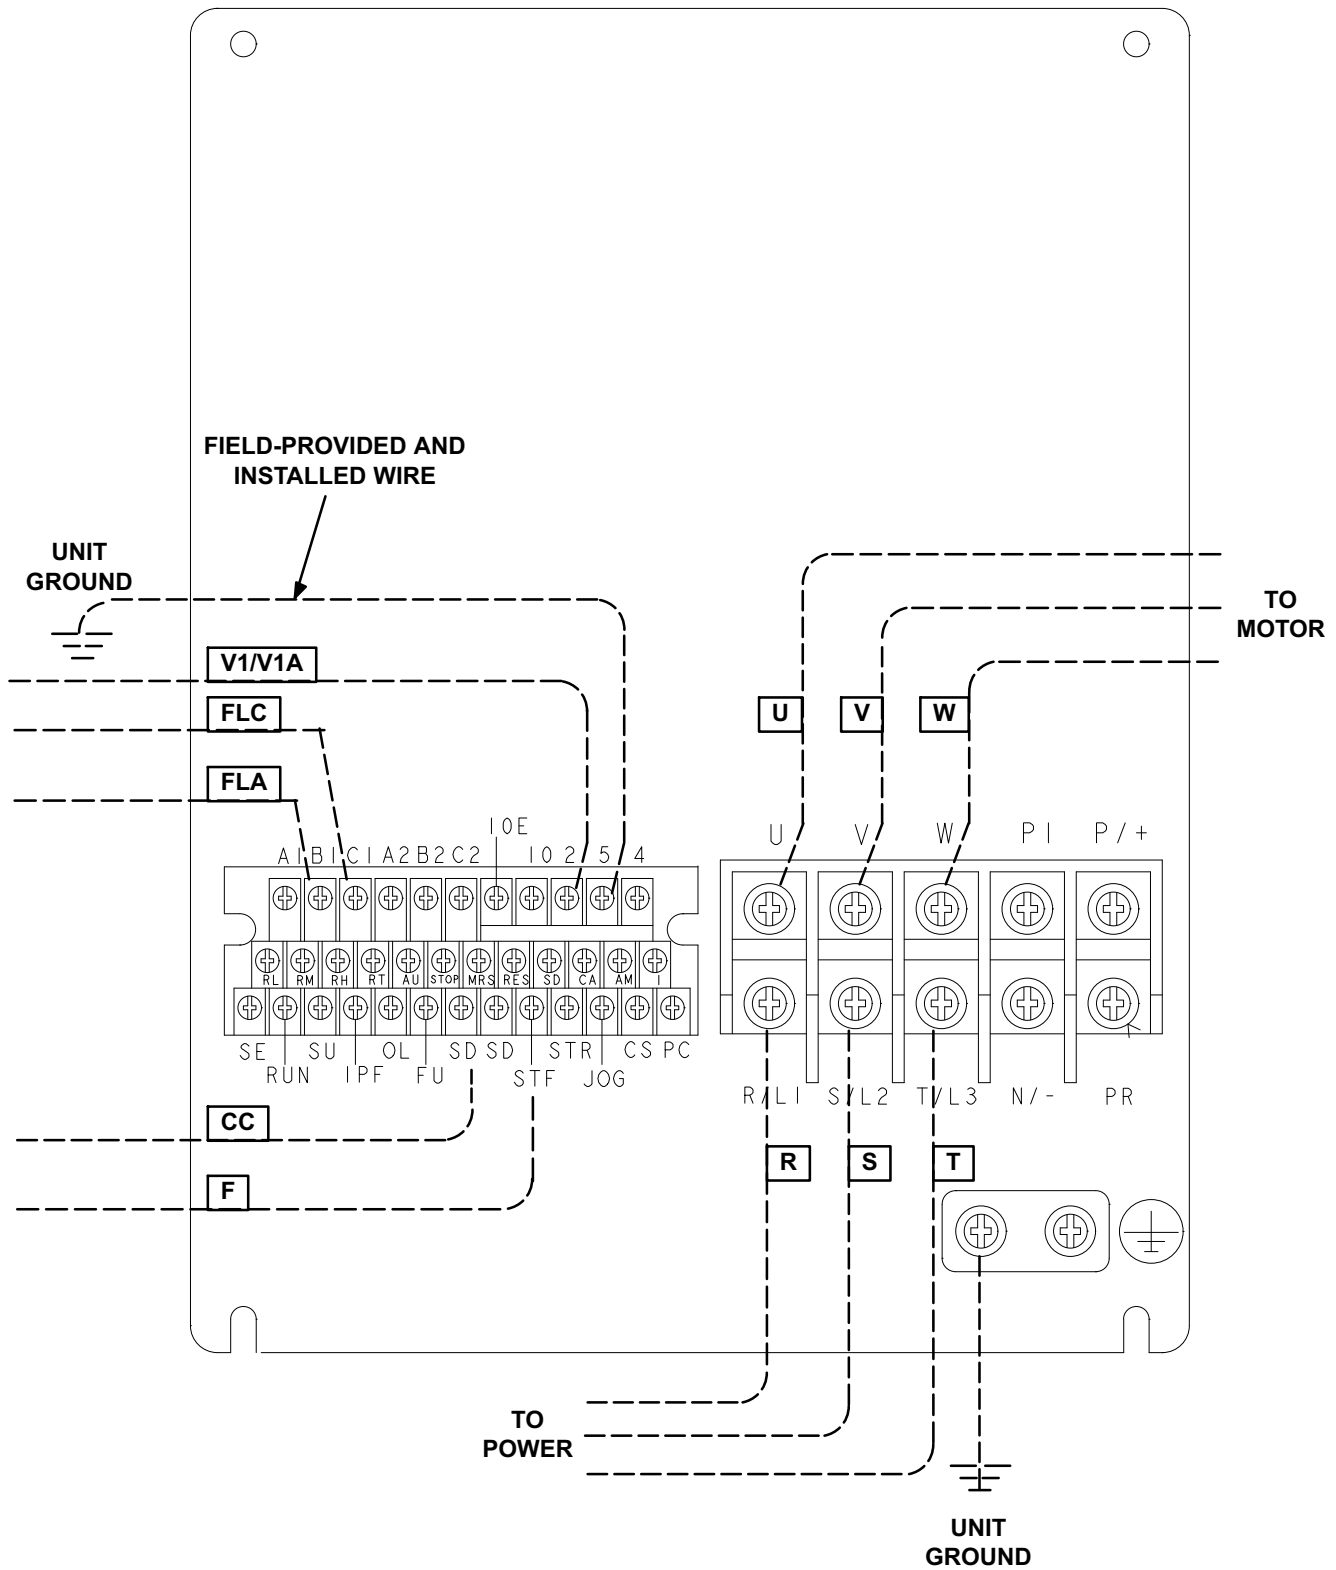 FIELD-PROVIDED AND
INSTALLED WIRE
UNIT
GROUND
TO
MOTOR
V1/V1A
FLC
U V W
FLA
10E
A1 B1 C1 A2 B2 C2 10 2 5 4
U V W P1 P/+
RL RM RH RT AU STOP MRS RES SD CA AM 1
SE SU OL SD SD STR CS PC
RUN IPF FU STF JOG
R/L1 S/L2 T/L3 N/- PR
CC
R S T
F
TO
POWER
UNIT
GROUND